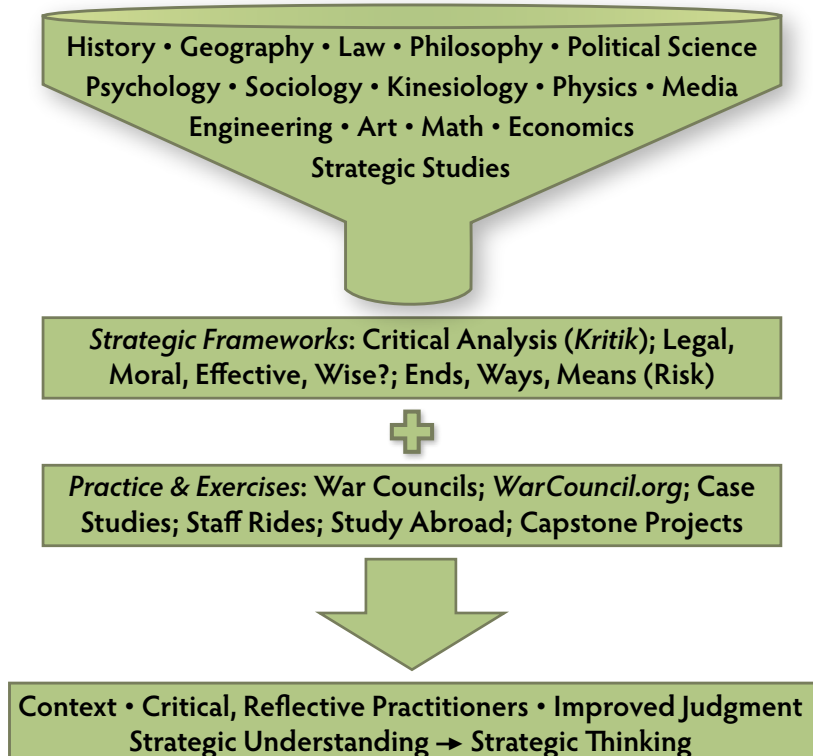 History • Geography • Law • Philosophy • Political Science
Psychology • Sociology • Kinesiology • Physics • Media
Engineering • Art • Math • Economics
Strategic Studies
Strategic Frameworks: Critical Analysis (Kritik); Legal,
Moral, Effective, Wise?; Ends, Ways, Means (Risk)
Practice & Exercises: War Councils; WarCouncil.org; Case
Studies; Staff Rides; Study Abroad; Capstone Projects
Context • Critical, Reflective Practitioners • Improved Judgment
Strategic Understanding → Strategic Thinking